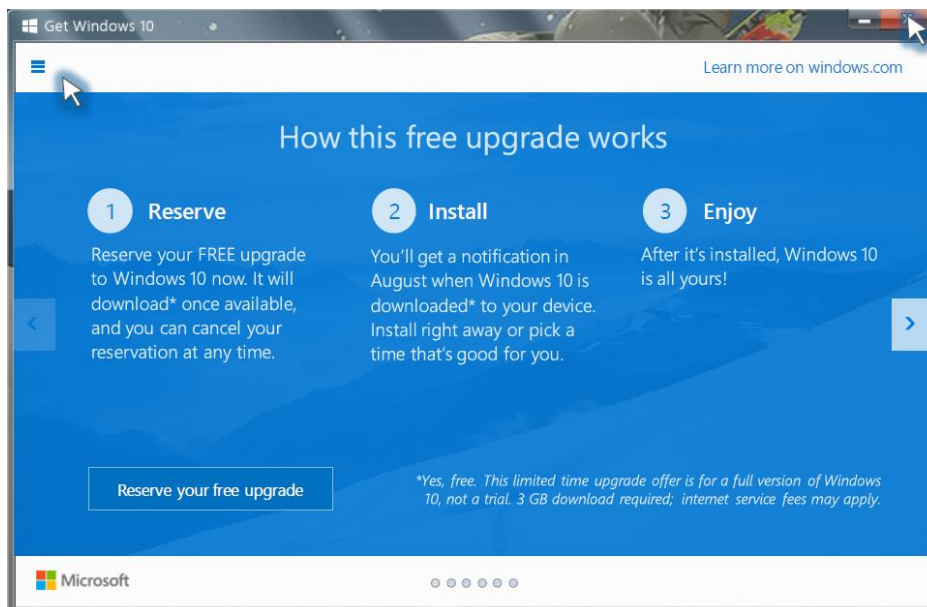 Get Windows 10
Learn more on windows.com
How this free upgrade works
1 Reserve
Reserve your FREE upgrade
to Windows 10 now. It will
download* once available,
and you can cancel your
reservation at any time.
2 Install
You'll get a notification in
August when Windows 10 is
downloaded* to your device.
Install right away or pick a
time that's good for you.
3 Enjoy
After it's installed, Windows 10
is all yours!
Reserve your free upgrade
*Yes, free. This limited time upgrade offer is for a full version of Windows
10, not a trial. 3 GB download required; internet service fees may apply.
Microsoft